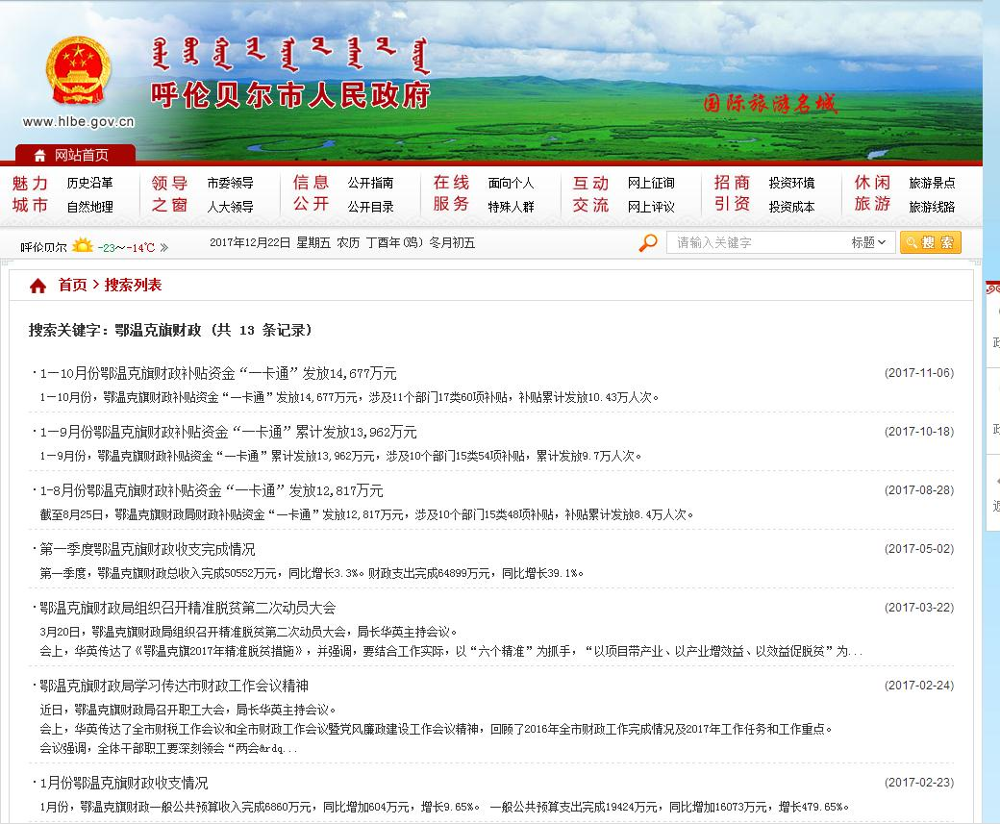 呼伦贝尔市人民政府
国际旅游名城
www.hlbe.gov.cn
网站首页
魅力 历史沿革 领导 市委领导 信息 公开指南 在线 面向个人 互动 网上征询 招商 投资环境 休闲 旅游景点
城市 自然地理 之窗 人大领导 公开 公开目录 服务 特殊人群 交流 网上评议 引资 投资成本 旅游 旅游线路
呼伦贝尔 -23～-14℃ 2017年12月22日 星期五 农历 丁酉年(鸡) 冬月初五 请输入关键字 标题 搜索
首页 > 搜索列表
搜索关键字：鄂温克旗财政 (共 13 条记录)
·1—10月份鄂温克旗财政补贴资金“一卡通”发放14,677万元 (2017-11-06)
1—10月份，鄂温克旗财政补贴资金“一卡通”发放14,677万元，涉及11个部门17类60项补贴，补贴累计发放10.43万人次。
·1—9月份鄂温克旗财政补贴资金“一卡通”累计发放13,962万元 (2017-10-18)
1—9月份，鄂温克旗财政补贴资金“一卡通”累计发放13,962万元，涉及10个部门15类54项补贴，累计发放9.7万人次。
·1-8月份鄂温克旗财政补贴资金“一卡通”发放12,817万元 (2017-08-28)
截至8月25日，鄂温克旗财政局财政补贴资金“一卡通”发放12,817万元，涉及10个部门15类48项补贴，补贴累计发放8.4万人次。
·第一季度鄂温克旗财政收支完成情况 (2017-05-02)
第一季度，鄂温克旗财政总收入完成50552万元，同比增长3.3%。财政支出完成64899万元，同比增长39.1%。
·鄂温克旗财政局组织召开精准脱贫第二次动员大会 (2017-03-22)
3月20日，鄂温克旗财政局组织召开精准脱贫第二次动员大会，局长华英主持会议。
会上，华英传达了《鄂温克旗2017年精准脱贫措施》，并强调，要结合工作实际，以“六个精准”为抓手，“以项目带产业、以产业增效益、以效益促脱贫”为...
·鄂温克旗财政局学习传达市财政工作会议精神 (2017-02-24)
近日，鄂温克旗财政局召开职工大会，局长华英主持会议。
会上，华英传达了全市财税工作会议和全市财政工作会议暨党风廉政建设工作会议精神，回顾了2016年全市财政工作完成情况及2017年工作任务和工作重点。
会议强调，全体干部职工要深刻领会“两会&rdq...
·1月份鄂温克旗财政收支情况 (2017-02-23)
1月份，鄂温克旗财政一般公共预算收入完成6860万元，同比增加604万元，增长9.65%。 一般公共预算支出完成19424万元，同比增加16073万元，增长479.65%。